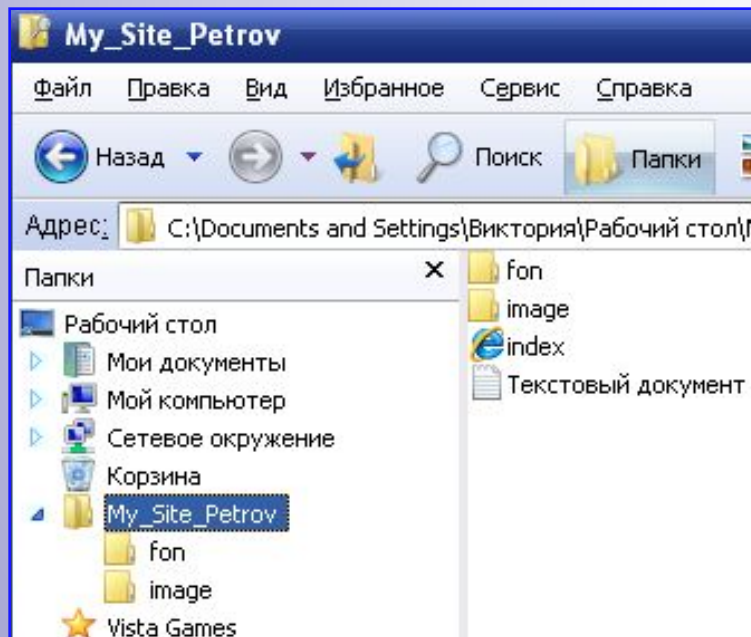 My_Site_Petrov
Файл Правка Вид Избранное Сервис Справка
Назад Поиск Папки
Адрес: C:\Documents and Settings\Виктория\Рабочий стол\
Папки
Рабочий стол
Мои документы
Мой компьютер
Сетевое окружение
Корзина
My_Site_Petrov
fon
image
Vista Games
fon
image
index
Текстовый документ